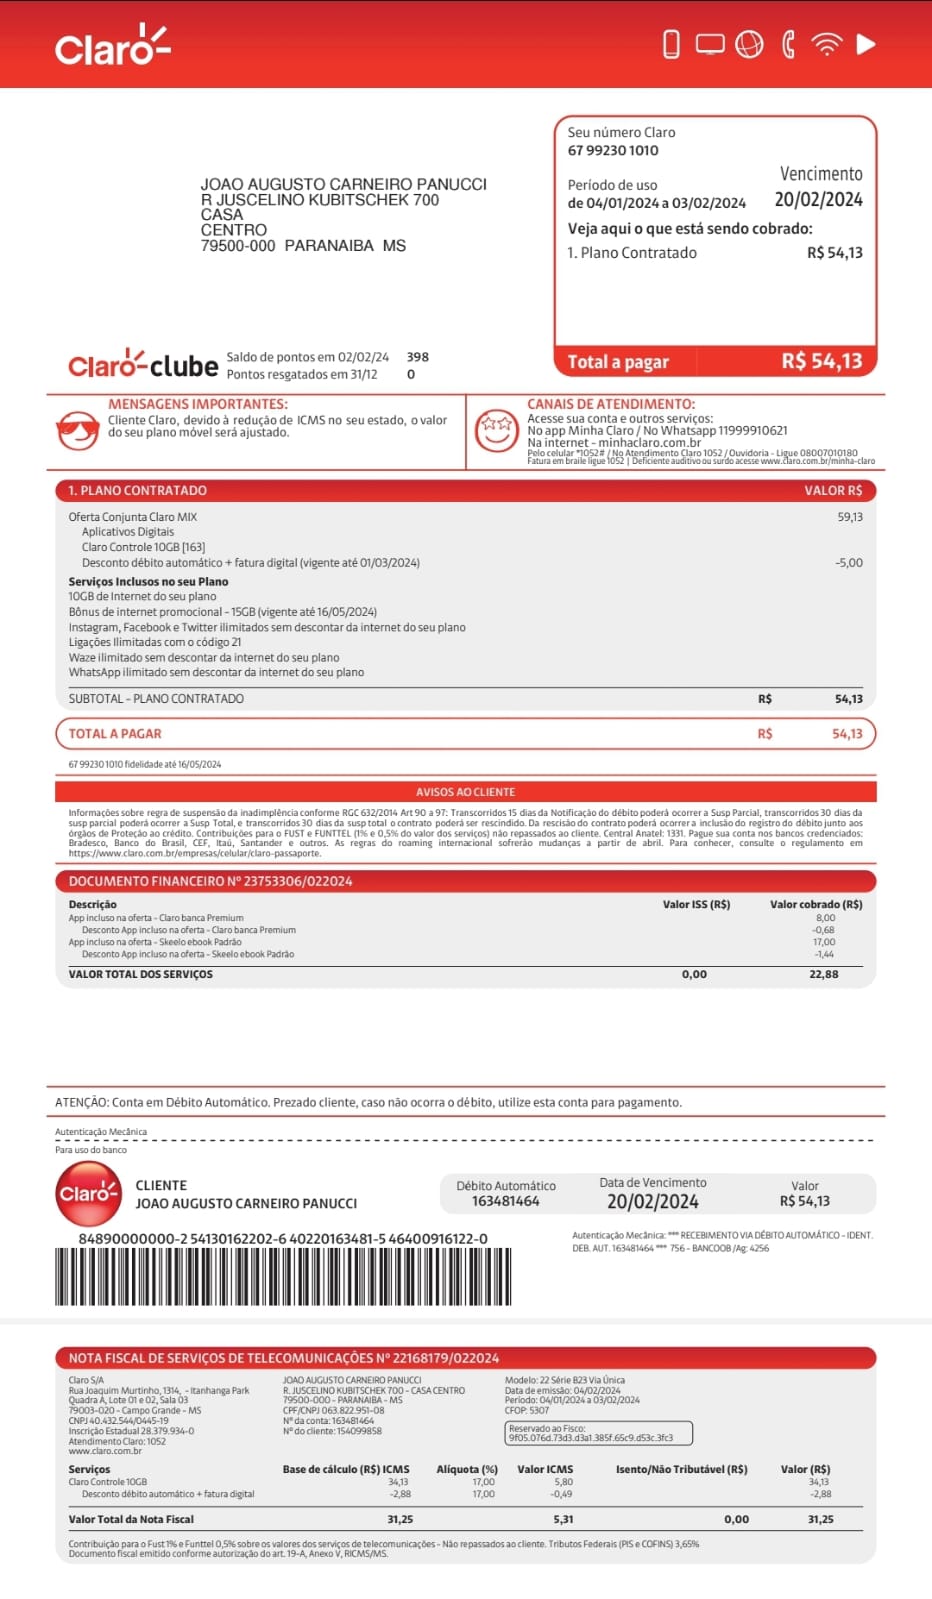 Claro
Seu número Claro
67 99230 1010
Vencimento
Período de uso
20/02/2024
de 04/01/2024 a 03/02/2024
Veja aqui o que está sendo cobrado:
1. Plano Contratado R$ 54,13
Total a pagar R$ 54,13
JOAO AUGUSTO CARNEIRO PANUCCI
R JUSCELINO KUBITSCHEK 700
CASA
CENTRO
79500-000 PARANAIBA MS
Claro-clube
Saldo de pontos em 02/02/24 398
Pontos resgatados em 31/12 0
MENSAGENS IMPORTANTES:
Cliente Claro, devido à redução de ICMS no seu estado, o valor
do seu plano móvel será ajustado.
CANAIS DE ATENDIMENTO:
Acesse sua conta e outros serviços:
No app Minha Claro / No Whatsapp 11999910621
Na internet - minhaclaro.com.br
Pelo celular *1052# / No Atendimento Claro 1052 / Ouvidoria - Ligue 08007010180
Fatura em braile ligue 1052 | Deficiente auditivo ou surdo acesse www.claro.com.br/minha-claro
1. PLANO CONTRATADO VALOR R$
Oferta Conjunta Claro MIX 59,13
Aplicativos Digitais
Claro Controle 10GB [163]
Desconto débito automático + fatura digital (vigente até 01/03/2024) -5,00
Serviços Inclusos no seu Plano
10GB de Internet do seu plano
Bônus de internet promocional - 15GB (vigente até 16/05/2024)
Instagram, Facebook e Twitter ilimitados sem descontar da internet do seu plano
Ligações Ilimitadas com o código 21
Waze ilimitado sem descontar da internet do seu plano
WhatsApp ilimitado sem descontar da internet do seu plano
SUBTOTAL - PLANO CONTRATADO R$ 54,13
TOTAL A PAGAR R$ 54,13
67 99230 1010 fidelidade até 16/05/2024
AVISOS AO CLIENTE
Informações sobre regra de suspensão da inadimplência conforme RGC 632/2014 Art 90 a 97: Transcorridos 15 dias da Notificação do débito poderá ocorrer a Susp Parcial, transcorridos 30 dias da
susp parcial poderá ocorrer a Susp Total, e transcorridos 30 dias da susp total o contrato poderá ser rescindido. Da rescisão do contrato poderá ocorrer a inclusão do registro do débito junto aos
órgãos de Proteção ao crédito. Contribuições para o FUST e FUNTTEL (1% e 0,5% do valor dos serviços) não repassados ao cliente. Central Anatel: 1331. Pague sua conta nos bancos credenciados:
Bradesco, Banco do Brasil, CEF, Itaú, Santander e outros. As regras do roaming internacional sofrerão mudanças a partir de abril. Para conhecer, consulte o regulamento em
https://www.claro.com.br/empresas/celular/claro-passaporte.
DOCUMENTO FINANCEIRO Nº 23753306/022024
Descrição Valor ISS (R$) Valor cobrado (R$)
App incluso na oferta - Claro banca Premium 8,00
Desconto App incluso na oferta - Claro banca Premium -0,68
App incluso na oferta - Skeelo ebook Padrão 17,00
Desconto App incluso na oferta - Skeelo ebook Padrão -1,44
VALOR TOTAL DOS SERVIÇOS 0,00 22,88
ATENÇÃO: Conta em Débito Automático. Prezado cliente, caso não ocorra o débito, utilize esta conta para pagamento.
Autenticação Mecânica
Para uso do banco
Claro
CLIENTE
JOAO AUGUSTO CARNEIRO PANUCCI
Débito Automático
163481464
Data de Vencimento
20/02/2024
Valor
R$ 54,13
84890000000-2 54130162202-6 40220163481-5 46400916122-0
Autenticação Mecânica: *** RECEBIMENTO VIA DÉBITO AUTOMÁTICO - IDENT.
DEB. AUT. 163481464 *** 756 - BANCOOB /Ag: 4256
NOTA FISCAL DE SERVIÇOS DE TELECOMUNICAÇÕES Nº 22168179/022024
Claro S/A
Rua Joaquim Murtinho, 1314, - Itanhanga Park
Quadra A, Lote 01 e 02, Sala 03
79003-020 - Campo Grande - MS
CNPJ 40.432.544/0445-19
Inscrição Estadual 28.379.934-0
Atendimento Claro: 1052
www.claro.com.br
JOAO AUGUSTO CARNEIRO PANUCCI
R. JUSCELINO KUBITSCHEK 700 - CASA CENTRO
79500-000 - PARANAIBA - MS
CPF/CNPJ 063.822.951-08
Nº da conta: 163481464
Nº do cliente: 154099858
Modelo: 22 Série B23 Via Única
Data de emissão: 04/02/2024
Período: 04/01/2024 a 03/02/2024
CFOP: 5307
Reservado ao Fisco:
9f05.076d.73d3.d3a1.385f.65c9.d53c.3fc3
Serviços Base de cálculo (R$) ICMS Alíquota (%) Valor ICMS Isento/Não Tributável (R$) Valor (R$)
Claro Controle 10GB 34,13 17,00 5,80 34,13
Desconto débito automático + fatura digital -2,88 17,00 -0,49 -2,88
Valor Total da Nota Fiscal 31,25 5,31 0,00 31,25
Contribuição para o Fust 1% e Funttel 0,5% sobre os valores dos serviços de telecomunicações - Não repassados ao cliente. Tributos Federais (PIS e COFINS) 3,65%
Documento fiscal emitido conforme autorização do art. 19-A, Anexo V, RICMS/MS.